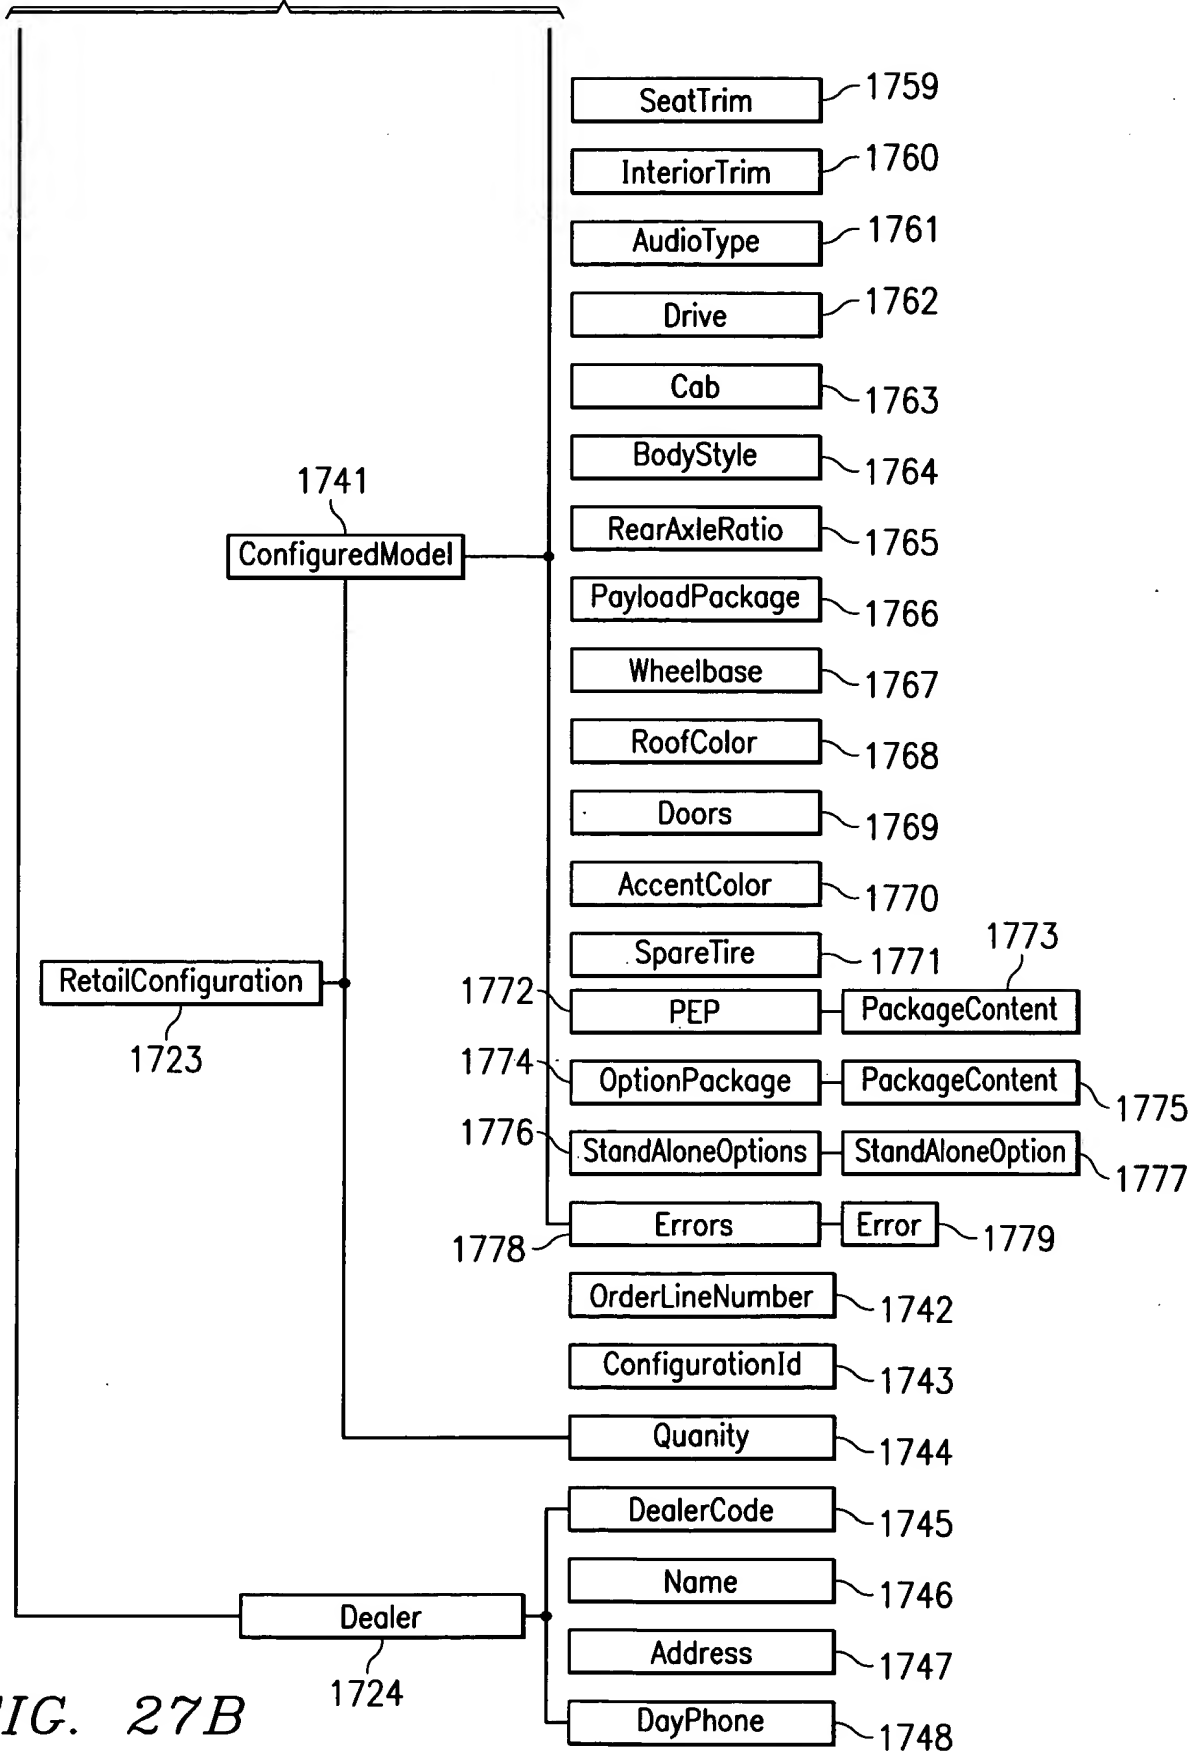 SeatTrim 1759
InteriorTrim 1760
AudioType 1761
Drive 1762
Cab 1763
BodyStyle 1764
1741
ConfiguredModel
RearAxleRatio 1765
PayloadPackage 1766
Wheelbase 1767
RoofColor 1768
Doors 1769
AccentColor 1770
SpareTire 1771
1773
RetailConfiguration
1723
1772 PEP PackageContent
1774 OptionPackage PackageContent 1775
1776 StandAloneOptions StandAloneOption 1777
1778 Errors Error 1779
OrderLineNumber 1742
ConfigurationId 1743
Quanity 1744
DealerCode 1745
Name 1746
Dealer
1724
Address 1747
DayPhone 1748
IG. 27B